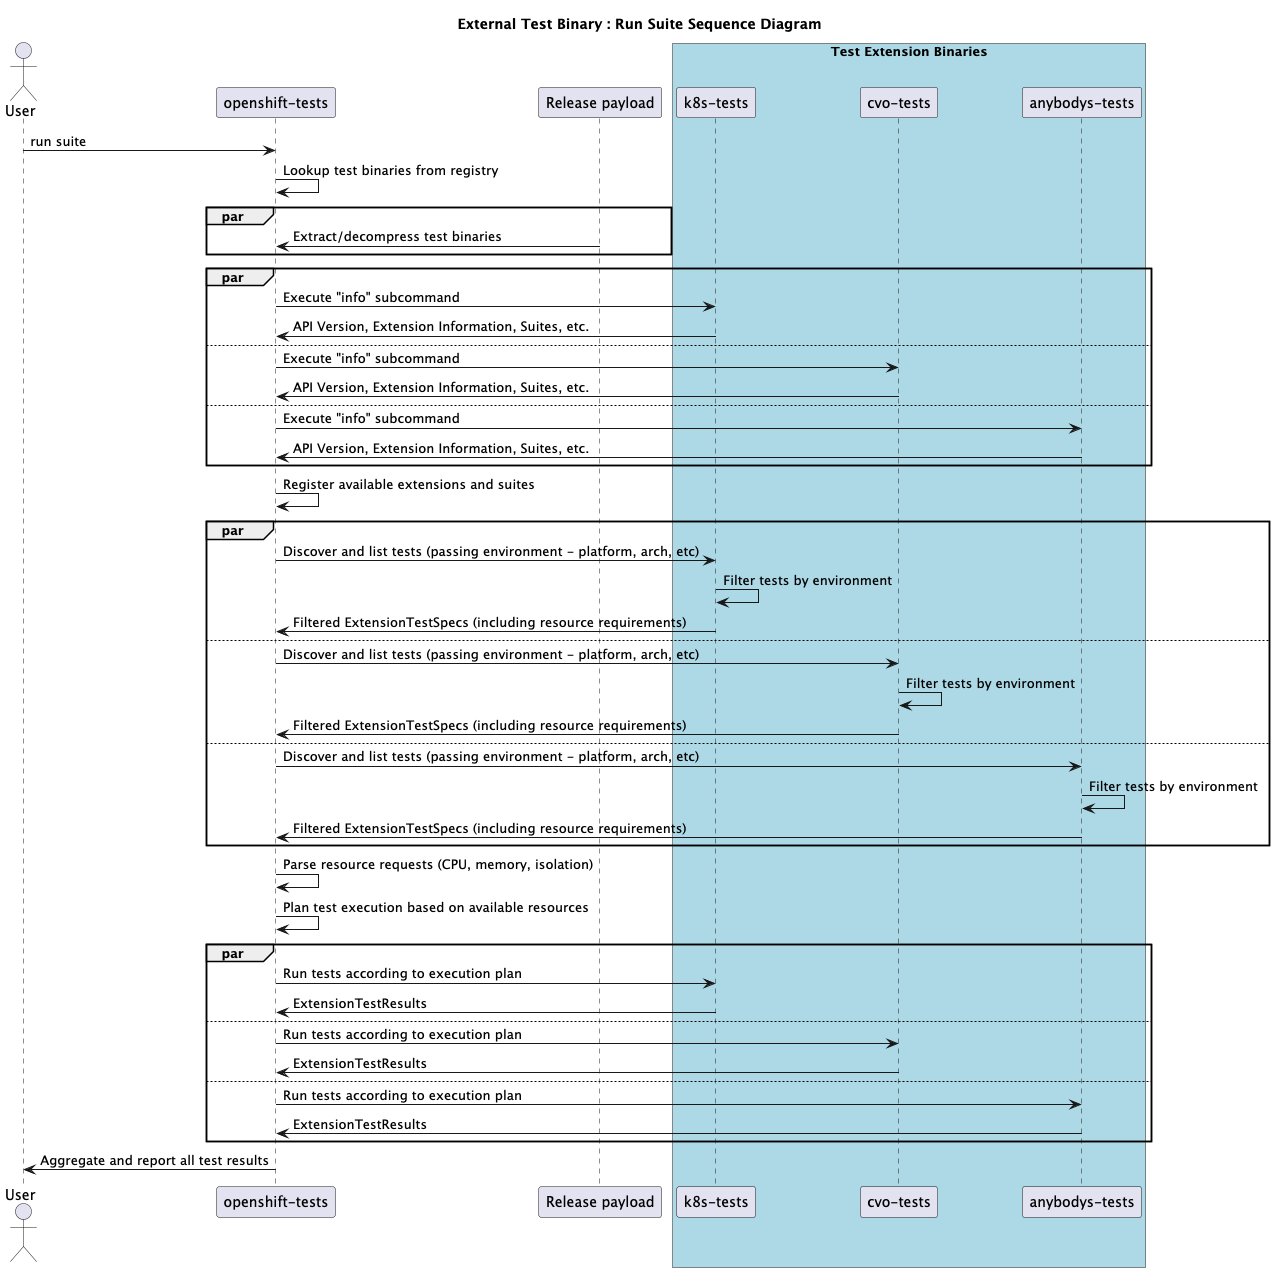 External Test Binary : Run Suite Sequence Diagram
Test Extension Binaries
User
openshift-tests
Release payload
k8s-tests
cvo-tests
anybodys-tests
run suite
Lookup test binaries from registry
par
Extract/decompress test binaries
par
Execute "info" subcommand
API Version, Extension Information, Suites, etc.
Execute "info" subcommand
API Version, Extension Information, Suites, etc.
Execute "info" subcommand
API Version, Extension Information, Suites, etc.
Register available extensions and suites
par
Discover and list tests (passing environment - platform, arch, etc)
Filter tests by environment
Filtered ExtensionTestSpecs (including resource requirements)
Discover and list tests (passing environment - platform, arch, etc)
Filter tests by environment
Filtered ExtensionTestSpecs (including resource requirements)
Discover and list tests (passing environment - platform, arch, etc)
Filter tests by environment
Filtered ExtensionTestSpecs (including resource requirements)
Parse resource requests (CPU, memory, isolation)
Plan test execution based on available resources
par
Run tests according to execution plan
ExtensionTestResults
Run tests according to execution plan
ExtensionTestResults
Run tests according to execution plan
ExtensionTestResults
Aggregate and report all test results
User
openshift-tests
Release payload
k8s-tests
cvo-tests
anybodys-tests